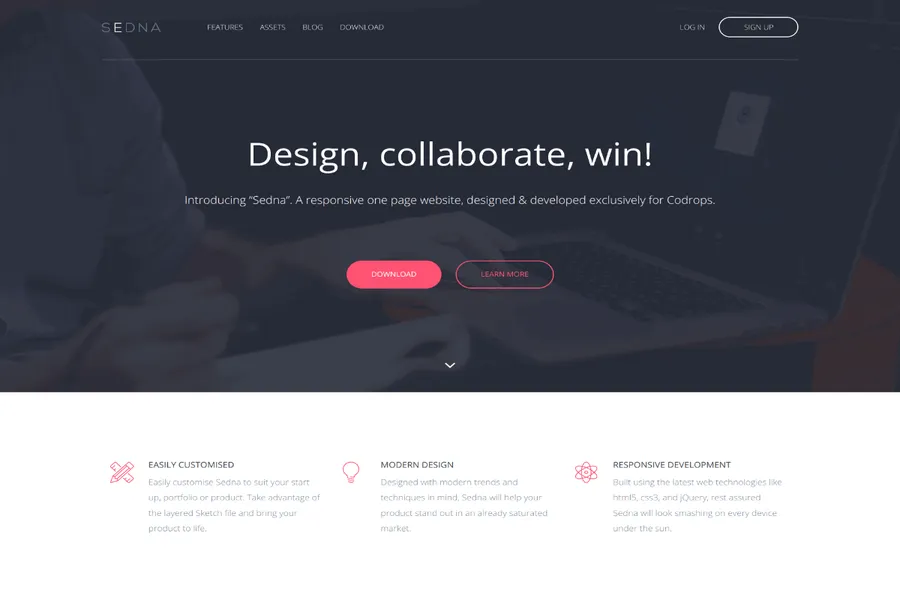 SEDNA FEATURES ASSETS BLOG DOWNLOAD LOG IN SIGN UP
Design, collaborate, win!
Introducing “Sedna”. A responsive one page website, designed & developed exclusively for Codrops.
DOWNLOAD LEARN MORE
EASILY CUSTOMISED
Easily customise Sedna to suit your start
up, portfolio or product. Take advantage of
the layered Sketch file and bring your
product to life.
MODERN DESIGN
Designed with modern trends and
techniques in mind, Sedna will help your
product stand out in an already saturated
market.
RESPONSIVE DEVELOPMENT
Built using the latest web technologies like
html5, css3, and jQuery, rest assured
Sedna will look smashing on every device
under the sun.